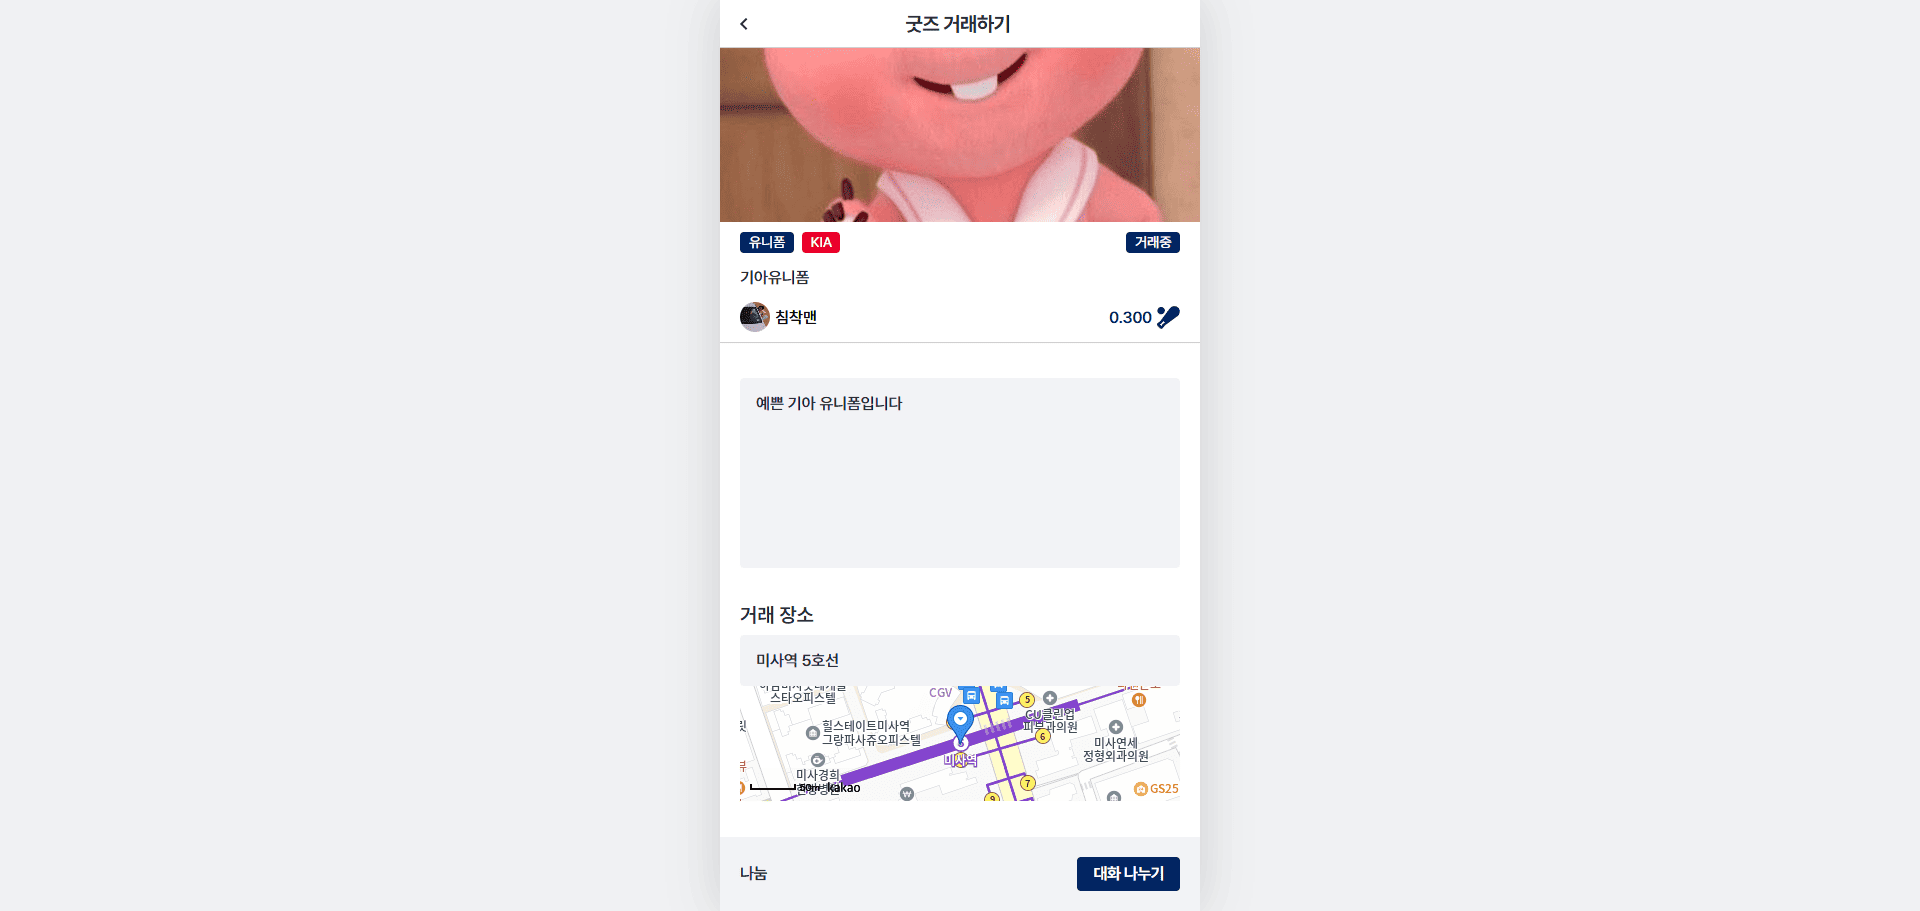 굿즈 거래하기
유니폼 KIA 거래중
기아유니폼
침착맨 0.300
예쁜 기아 유니폼입니다
거래 장소
미사역 5호선
스타오피스텔
CGV
5
힐스테이트미사역
그랑파사쥬오피스텔
피부과의원
6
미사연세
정형외과의원
미사역
미사경희
50m kakao
7
GS25
9
나눔 대화 나누기